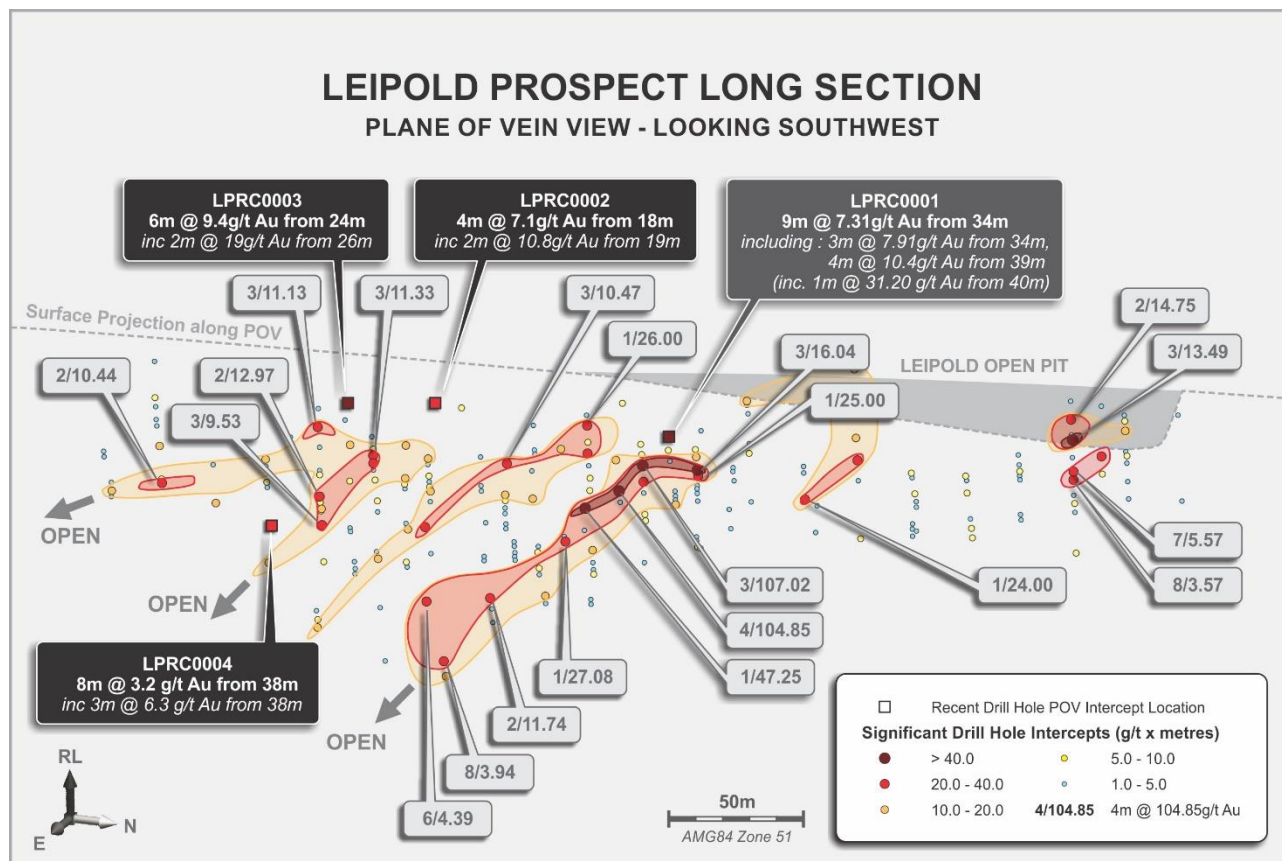 LEIPOLD PROSPECT LONG SECTION
PLANE OF VEIN VIEW - LOOKING SOUTHWEST
LPRC0003
6m @ 9.4g/t Au from 24m
inc 2m @ 19g/t Au from 26m
LPRC0002
4m @ 7.1g/t Au from 18m
inc 2m @ 10.8g/t Au from 19m
LPRC0001
9m @ 7.31g/t Au from 34m
including : 3m @ 7.91g/t Au from 34m,
4m @ 10.4g/t Au from 39m
(inc. 1m @ 31.20 g/t Au from 40m)
3/11.13
3/11.33
3/10.47
2/14.75
Surface Projection along POV
1/26.00
3/16.04
3/13.49
LEIPOLD OPEN PIT
2/10.44
2/12.97
1/25.00
3/9.53
OPEN
7/5.57
OPEN
3/107.02
1/24.00
8/3.57
4/104.85
LPRC0004
8m @ 3.2 g/t Au from 38m
inc 3m @ 6.3 g/t Au from 38m
1/27.08
1/47.25
2/11.74
OPEN
8/3.94
6/4.39
RL
E
N
50m
AMG84 Zone 51
Recent Drill Hole POV Intercept Location
Significant Drill Hole Intercepts (g/t x metres)
> 40.0
5.0 - 10.0
20.0 - 40.0
1.0 - 5.0
10.0 - 20.0
4/104.85 4m @ 104.85g/t Au